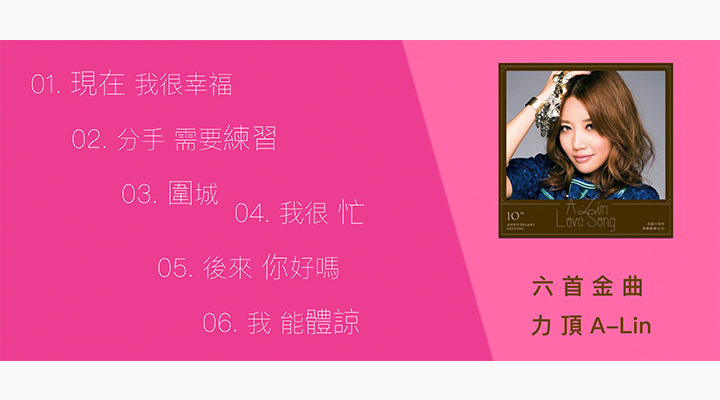 01. 現在 我很幸福
02. 分手 需要練習
03. 圍城
04. 我很 忙
05. 後來 你好嗎
06. 我 能體諒
10th
ANNIVERSARY
EDITION
A-Lin
Love Song
六首金曲
力頂 A-Lin